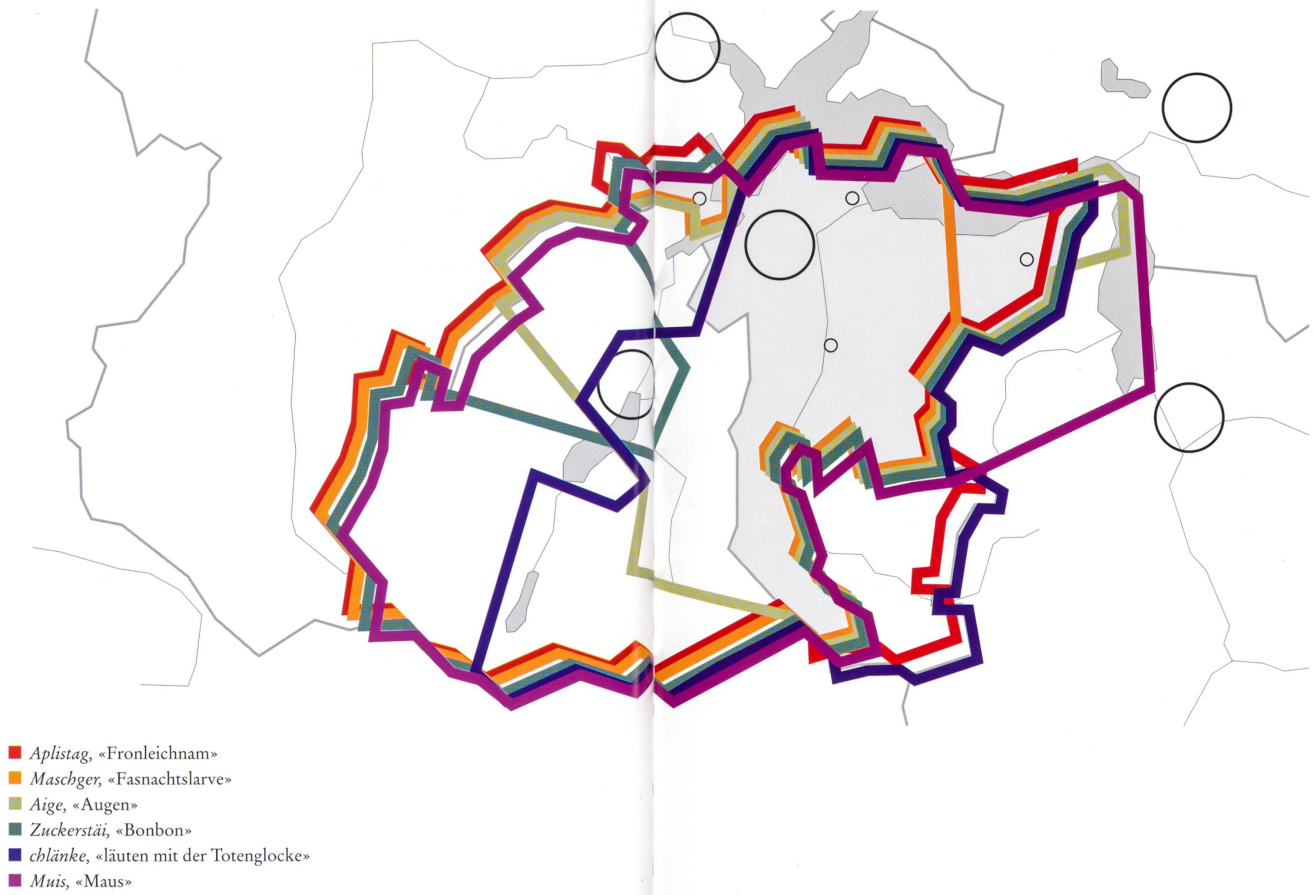 Aplistag, «Fronleichnam»
Maschger, «Fasnachtslarve»
Aige, «Augen»
Zuckerstäi, «Bonbon»
chlänke, «läuten mit der Totenglocke»
Muis, «Maus»